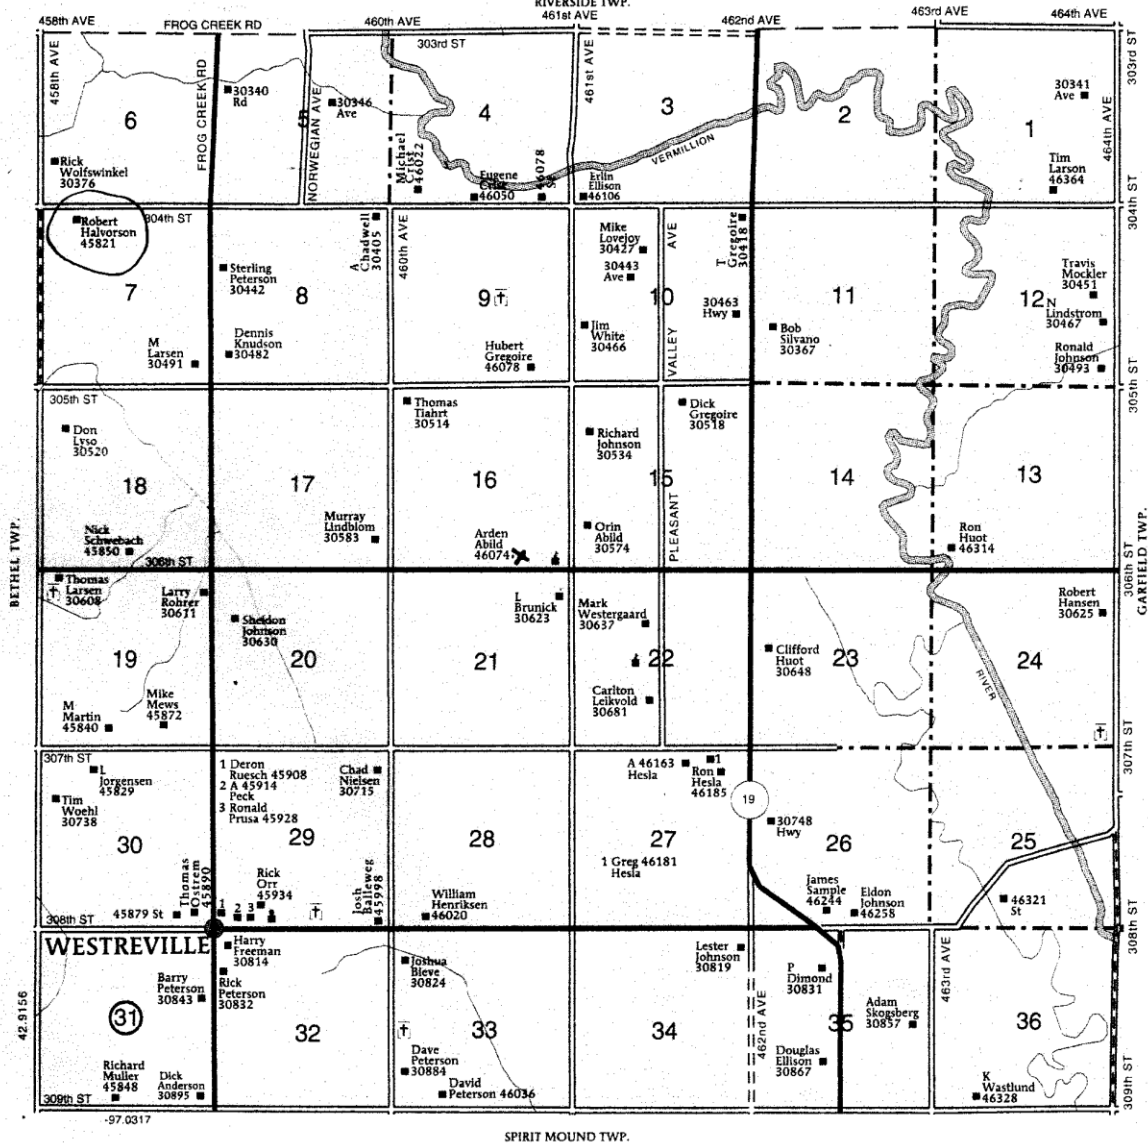 RIVERSIDE TWP.
458th AVE
FROG CREEK RD
460th AVE
461st AVE
462nd AVE
463rd AVE
464th AVE
303rd ST
458th AVE
FROG CREEK RD
NORWEGIAN AVE
461st AVE
464th AVE
303rd ST
6
30340
Rd
5
30346
Ave
4
3
2
1
30341
Ave
VERMILLION
Rick
Wolfswinkel
30376
Michael
Crist
46022
Eugene
Crist
46050
46078
St
Erlin
Ellison
46106
Tim
Larson
46364
304th ST
304th ST
Robert
Halvorson
45821
7
Sterling
Peterson
30442
8
A
Chadwell
30405
460th AVE
9
Mike
Lovejoy
30427
30443
Ave
10
VALLEY AVE
T
Gregoire
30418
30463
Hwy
11
Travis
Mockler
30451
12
N
Lindstrom
30467
M
Larsen
30491
Dennis
Knudson
30482
Hubert
Gregoire
46078
Jim
White
30466
Bob
Silvano
30367
Ronald
Johnson
30493
305th ST
305th ST
Don
Lyso
30520
18
17
Thomas
Tiahrt
30514
16
Richard
Johnson
30534
15
Dick
Gregoire
30518
14
13
Nick
Schwebach
45850
Murray
Lindblom
30583
Arden
Abild
46074
Orin
Abild
30574
PLEASANT
Ron
Huot
46314
BETHEL TWP.
306th ST
306th ST
GARFIELD TWP.
Thomas
Larsen
30608
Larry
Rohrer
30611
Sheldon
Johnson
30630
L
Brunick
30623
Mark
Westergaard
30637
Robert
Hansen
30625
19
20
21
22
Clifford
Huot
30648
23
24
RIVER
M
Martin
45840
Mike
Mews
45872
Carlton
Leikvold
30681
307th ST
307th ST
L
Jorgensen
45829
Tim
Woehl
30738
1 Deron
Ruesch 45908
2 A 45914
Peck
3 Ronald
Prusa 45928
Chad
Nielsen
30715
A 46163
Hesla
1
Ron
Hesla
46185
19
30748
Hwy
30
29
28
27
26
25
1 Greg 46181
Hesla
Thomas
Ostrem
45890
45879 St
1
2
3
Rick
Orr
45934
Josh
Balleweg
45998
William
Henriksen
46020
James
Sample
46244
Eldon
Johnson
46258
46321
St
308th ST
308th ST
WESTREVILLE
Harry
Freeman
30814
Barry
Peterson
30843
Rick
Peterson
30832
Joshua
Bleve
30824
Lester
Johnson
30819
P
Dimond
30831
Adam
Skogsberg
30857
463rd AVE
42.9156
31
32
33
34
462nd AVE
35
36
Dave
Peterson
30884
Douglas
Ellison
30867
Richard
Muller
45848
Dick
Anderson
30895
David
Peterson 46036
K
Wastlund
46328
309th ST
309th ST
-97.0317
SPIRIT MOUND TWP.